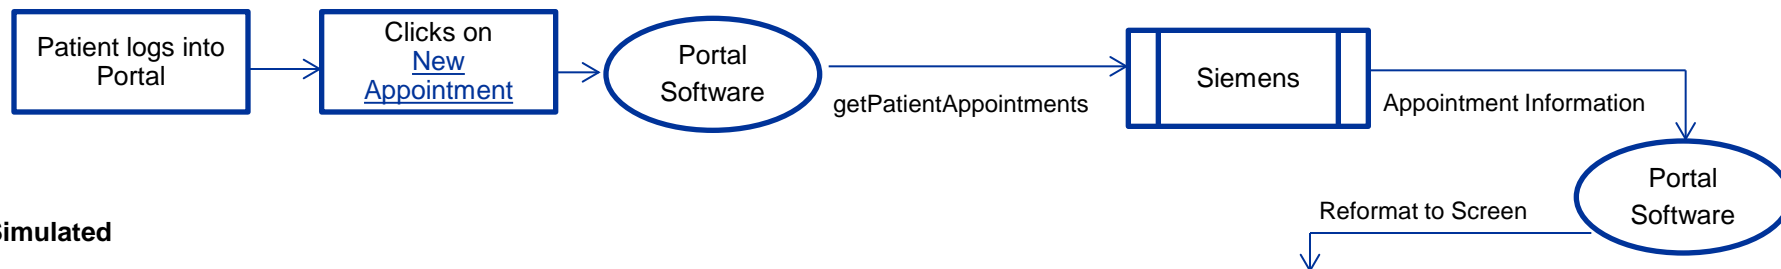 Patient logs into
Portal
Clicks on
New
Appointment
Portal
Software
getPatientAppointments
Siemens
Appointment Information
Portal
Software
Reformat to Screen
Simulated